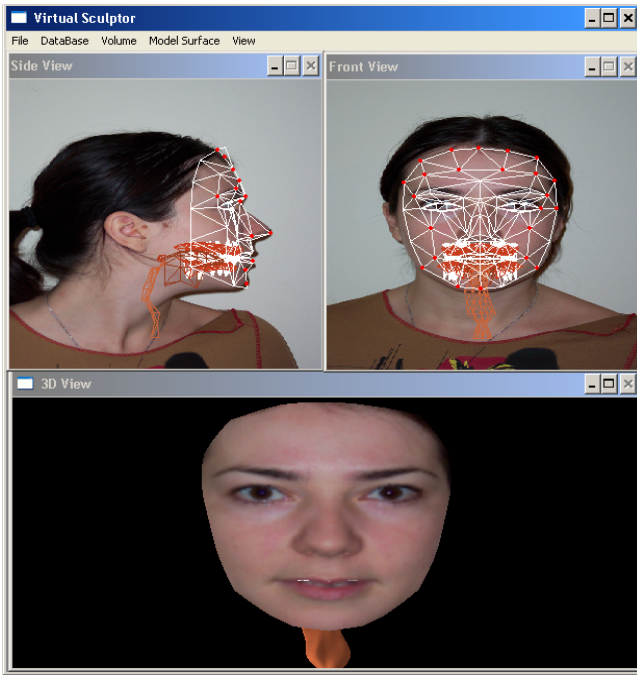 Virtual Sculptor
File DataBase Volume Model Surface View
Side View
Front View
3D View